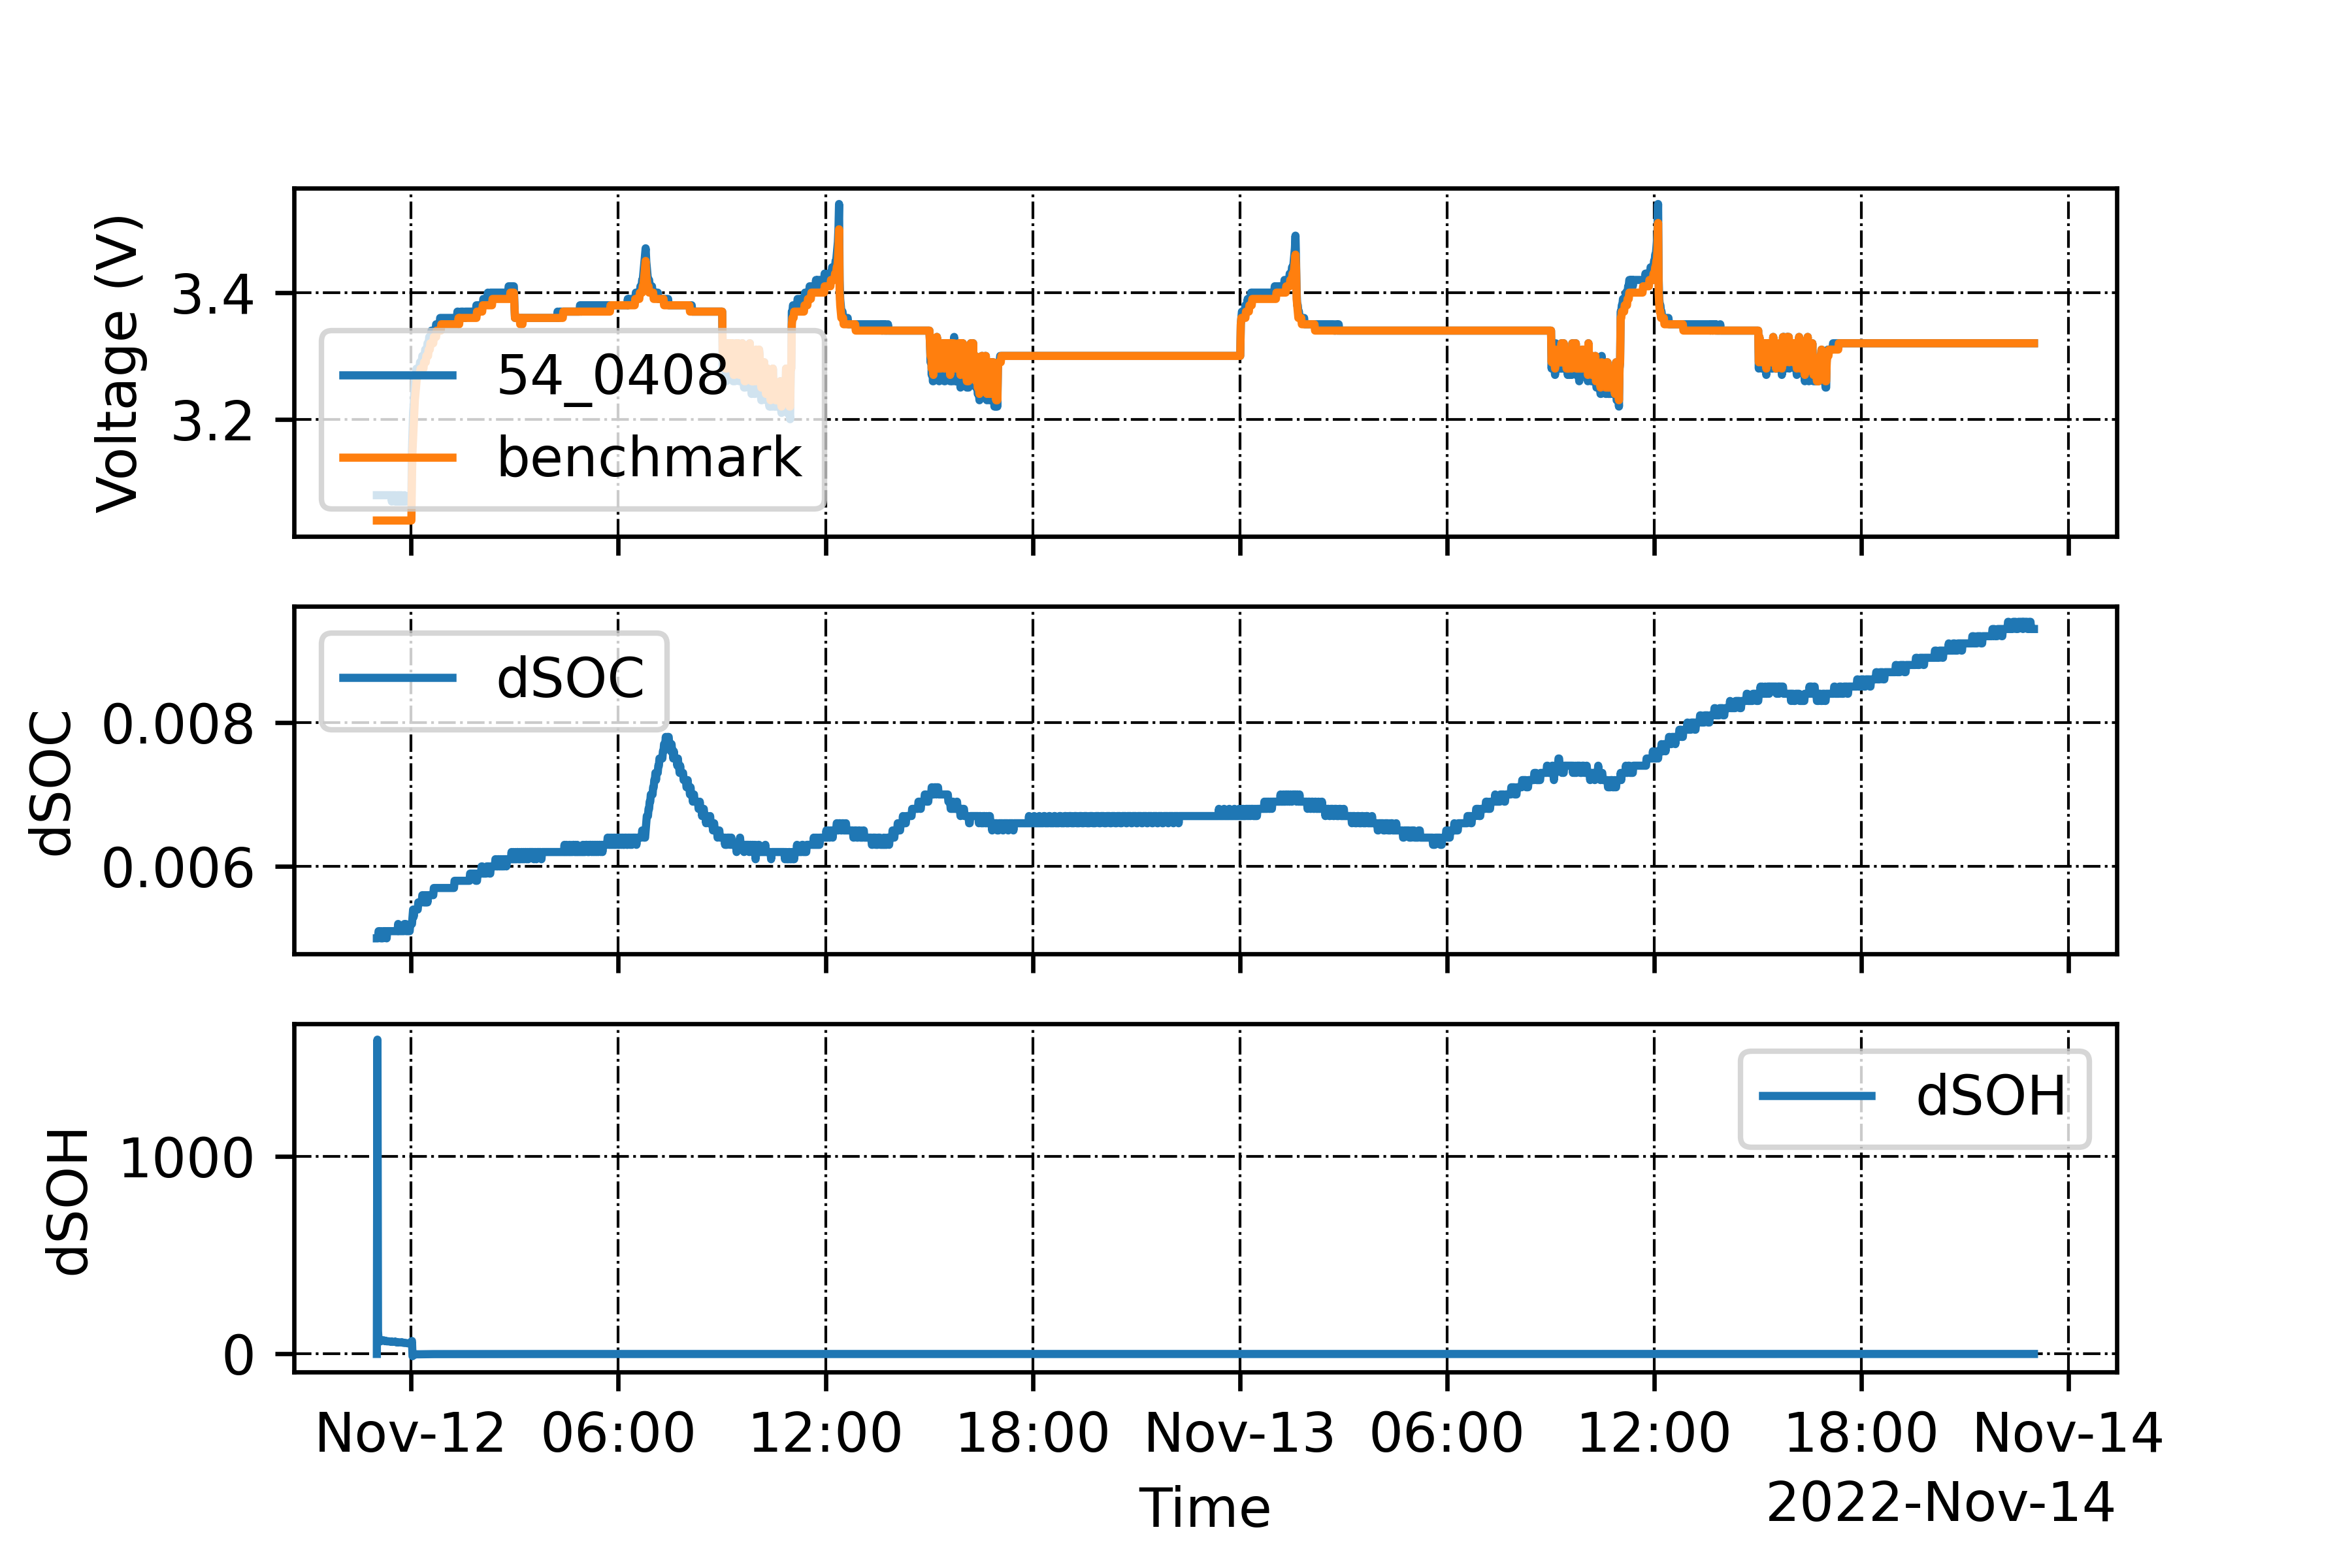 Voltage (V)
3.4
3.2
54_0408
benchmark
dSOC
0.008
0.006
dSOC
dSOH
1000
0
dSOH
Nov-12 06:00 12:00 18:00 Nov-13 06:00 12:00 18:00 Nov-14
Time
2022-Nov-14